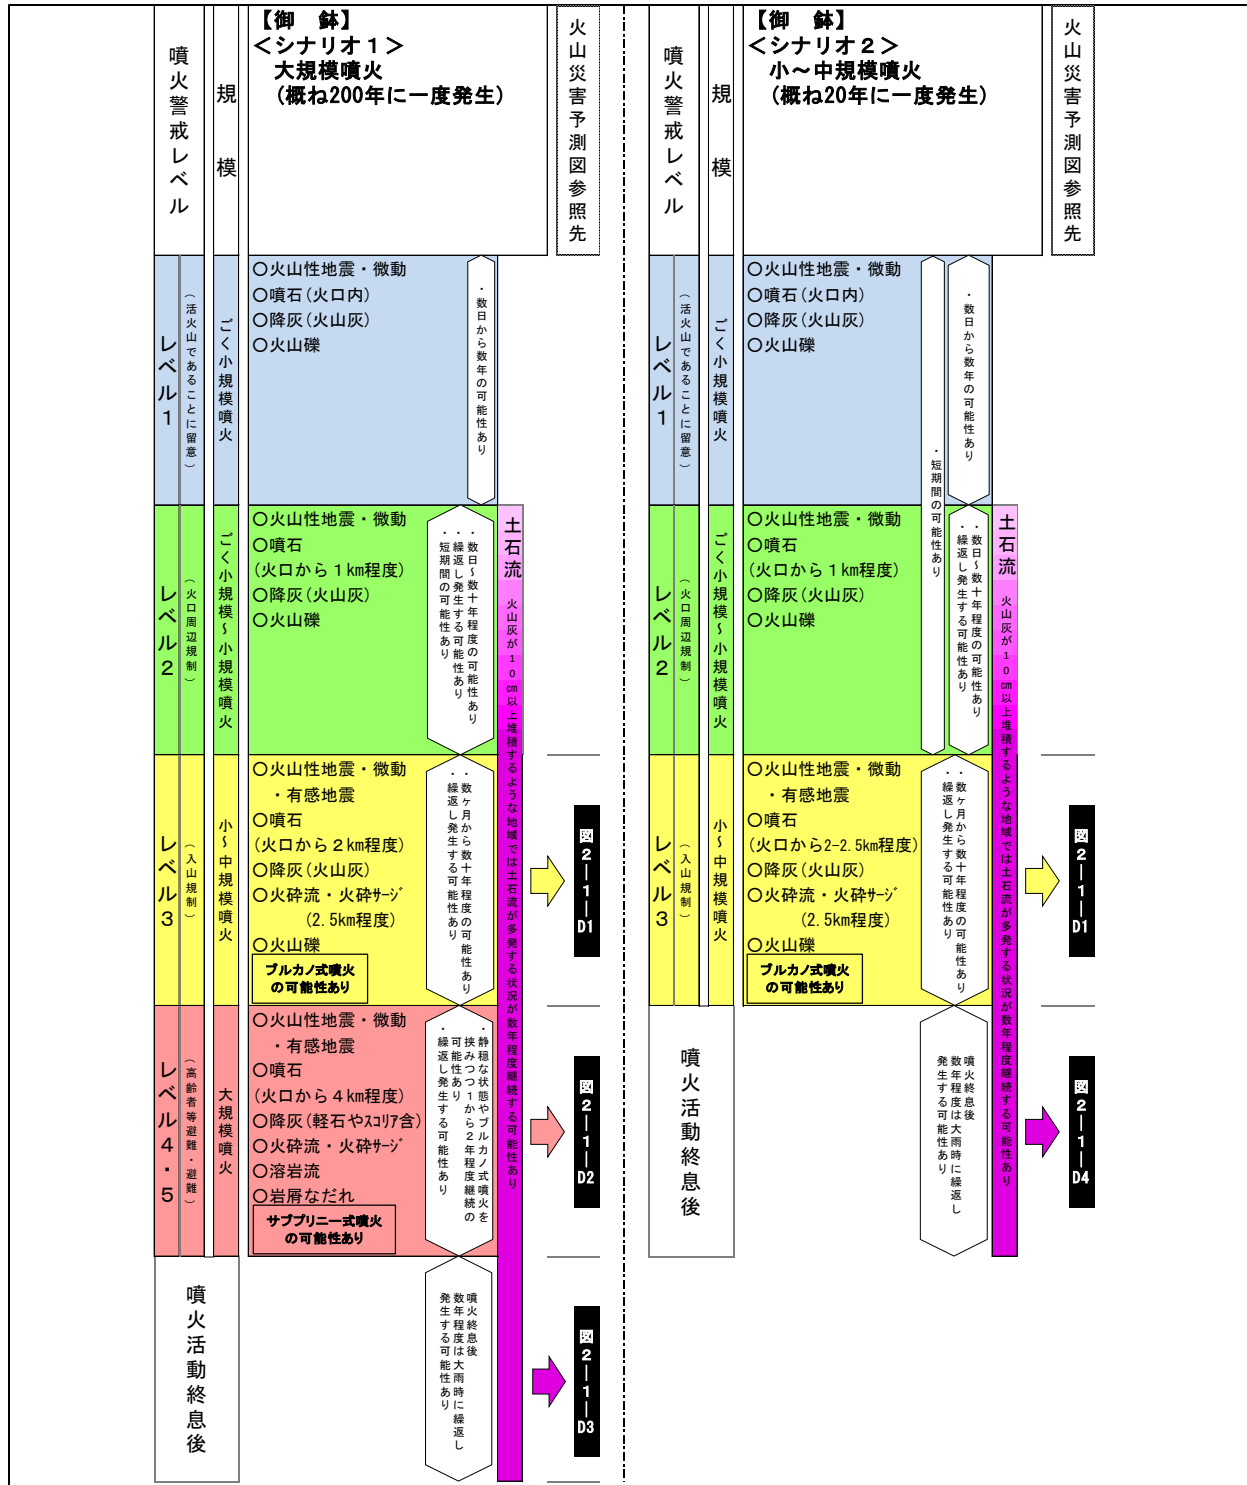 噴火警戒レベル
規模
【御　鉢】
＜シナリオ１＞
大規模噴火
（概ね200年に一度発生）
火山災害予測図参照先
レベル１
（活火山であることに留意）
ごく小規模噴火
〇火山性地震・微動
〇噴石(火口内)
〇降灰(火山灰)
〇火山礫
・数日から数年の可能性あり
レベル２
（火口周辺規制）
ごく小規模～小規模噴火
〇火山性地震・微動
〇噴石
(火口から１km程度)
〇降灰(火山灰)
〇火山礫
・数日～数十年程度の可能性あり
・繰返し発生する可能性あり
・短期間の可能性あり
土石流　火山灰が10cm以上堆積するような地域では土石流が多発する状況が数年程度継続する可能性あり
レベル３
（入山規制）
小～中規模噴火
〇火山性地震・微動
・有感地震
〇噴石
(火口から２km程度)
〇降灰(火山灰)
〇火砕流・火砕ｻｰｼﾞ
(2.5km程度)
〇火山礫
ブルカノ式噴火
の可能性あり
・数ヶ月から数十年程度の可能性あり
・繰返し発生する可能性あり
図２－１－D1
レベル４・５
（高齢者等避難・避難）
大規模噴火
〇火山性地震・微動
・有感地震
〇噴石
(火口から４km程度)
〇降灰(軽石やｽｺﾘｱ含)
〇火砕流・火砕ｻｰｼﾞ
〇溶岩流
〇岩屑なだれ
サブプリニー式噴火
の可能性あり
・静穏な状態やブルカノ式噴火を
挟みつつ１から２年程度継続の
可能性あり
・繰返し発生する可能性あり
図２－１－D2
噴火活動終息後
噴火終息後
数年程度は大雨時に繰返し
発生する可能性あり
図２－１－D3
噴火警戒レベル
規模
【御　鉢】
＜シナリオ２＞
小～中規模噴火
（概ね20年に一度発生）
火山災害予測図参照先
レベル１
（活火山であることに留意）
ごく小規模噴火
〇火山性地震・微動
〇噴石(火口内)
〇降灰(火山灰)
〇火山礫
・数日から数年の可能性あり
・短期間の可能性あり
レベル２
（火口周辺規制）
ごく小規模～小規模噴火
〇火山性地震・微動
〇噴石
(火口から１km程度)
〇降灰(火山灰)
〇火山礫
・数日～数十年程度の可能性あり
・繰返し発生する可能性あり
土石流　火山灰が10cm以上堆積するような地域では土石流が多発する状況が数年程度継続する可能性あり
レベル３
（入山規制）
小～中規模噴火
〇火山性地震・微動
・有感地震
〇噴石
(火口から2-2.5km程度)
〇降灰(火山灰)
〇火砕流・火砕ｻｰｼﾞ
(2.5km程度)
〇火山礫
ブルカノ式噴火
の可能性あり
・数ヶ月から数十年程度の可能性あり
・繰返し発生する可能性あり
図２－１－D1
噴火活動終息後
噴火終息後
数年程度は大雨時に繰返し
発生する可能性あり
図２－１－D4